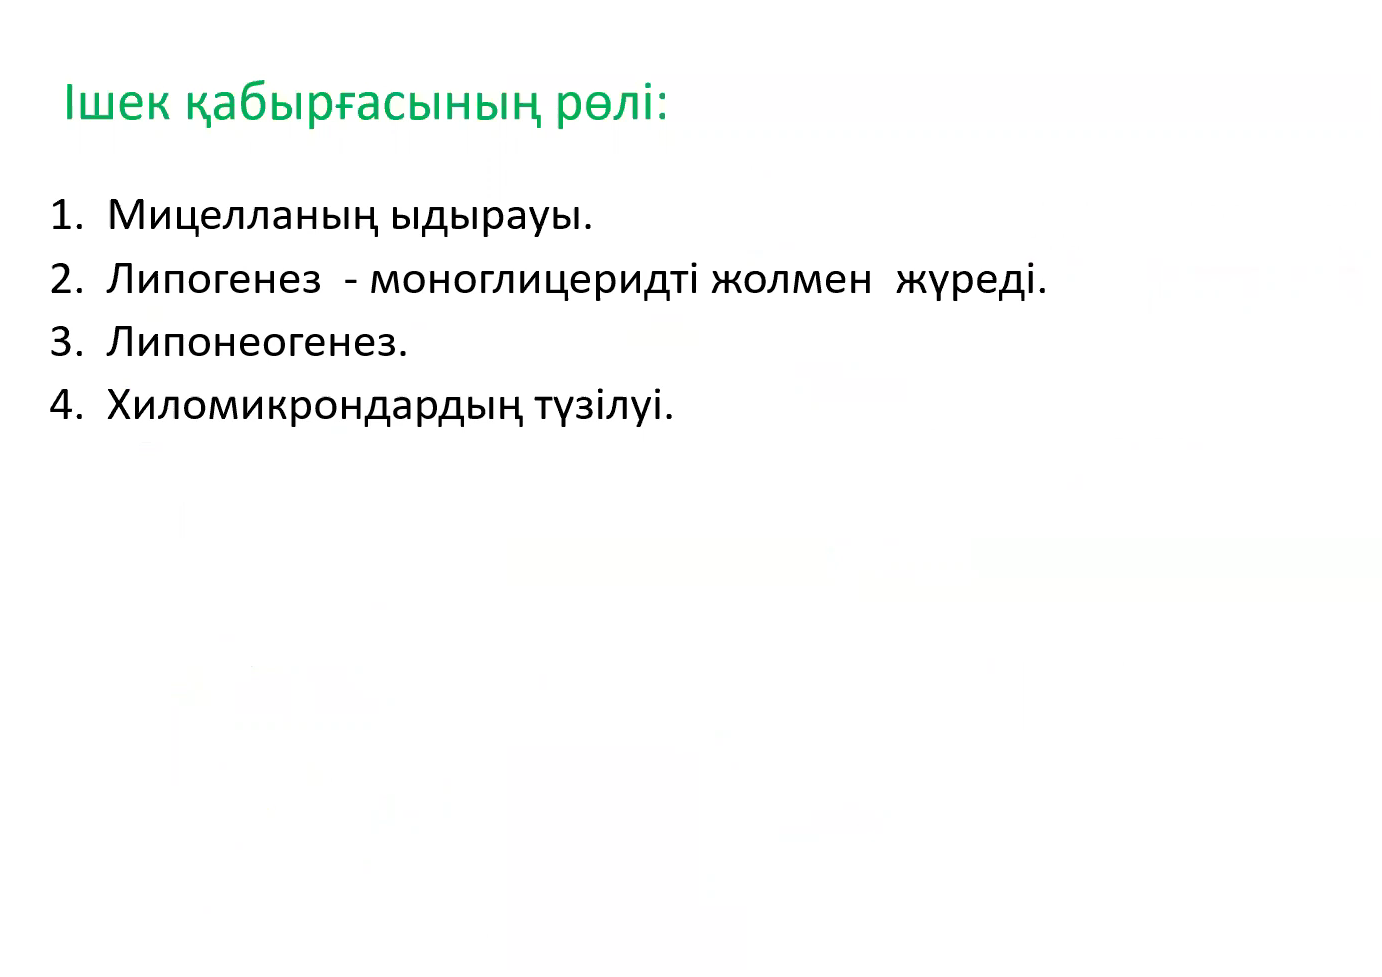 Ішек қабырғасының рөлі:
1. Мицелланың ыдырауы.
2. Липогенез - моноглицеридті жолмен жүреді.
3. Липонеогенез.
4. Хиломикрондардың түзілуі.